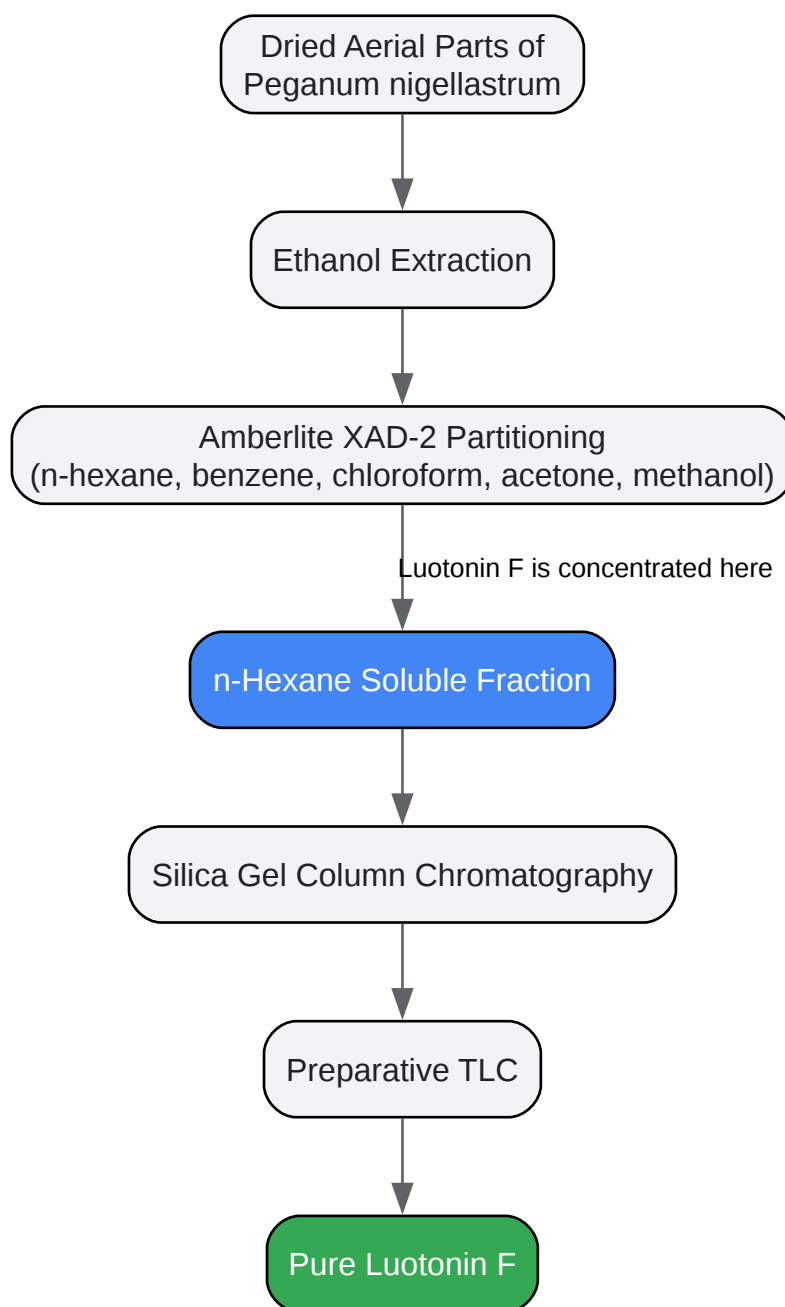 Dried Aerial Parts of
Peganum nigellastrum
Ethanol Extraction
Amberlite XAD-2 Partitioning
(n-hexane, benzene, chloroform, acetone, methanol)
Luotonin F is concentrated here
n-Hexane Soluble Fraction
Silica Gel Column Chromatography
Preparative TLC
Pure Luotonin F